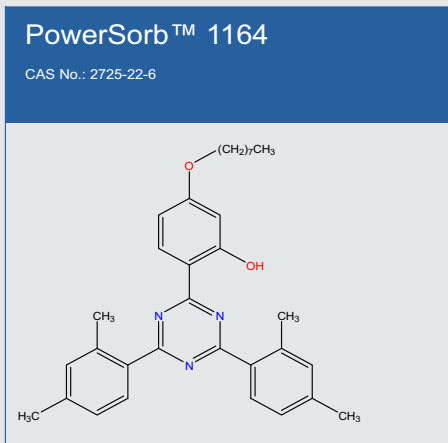 PowerSorb™ 1164
CAS No.: 2725-22-6
(CH2)7CH3
O
OH
N
N
CH3
CH3
N
H3C
CH3